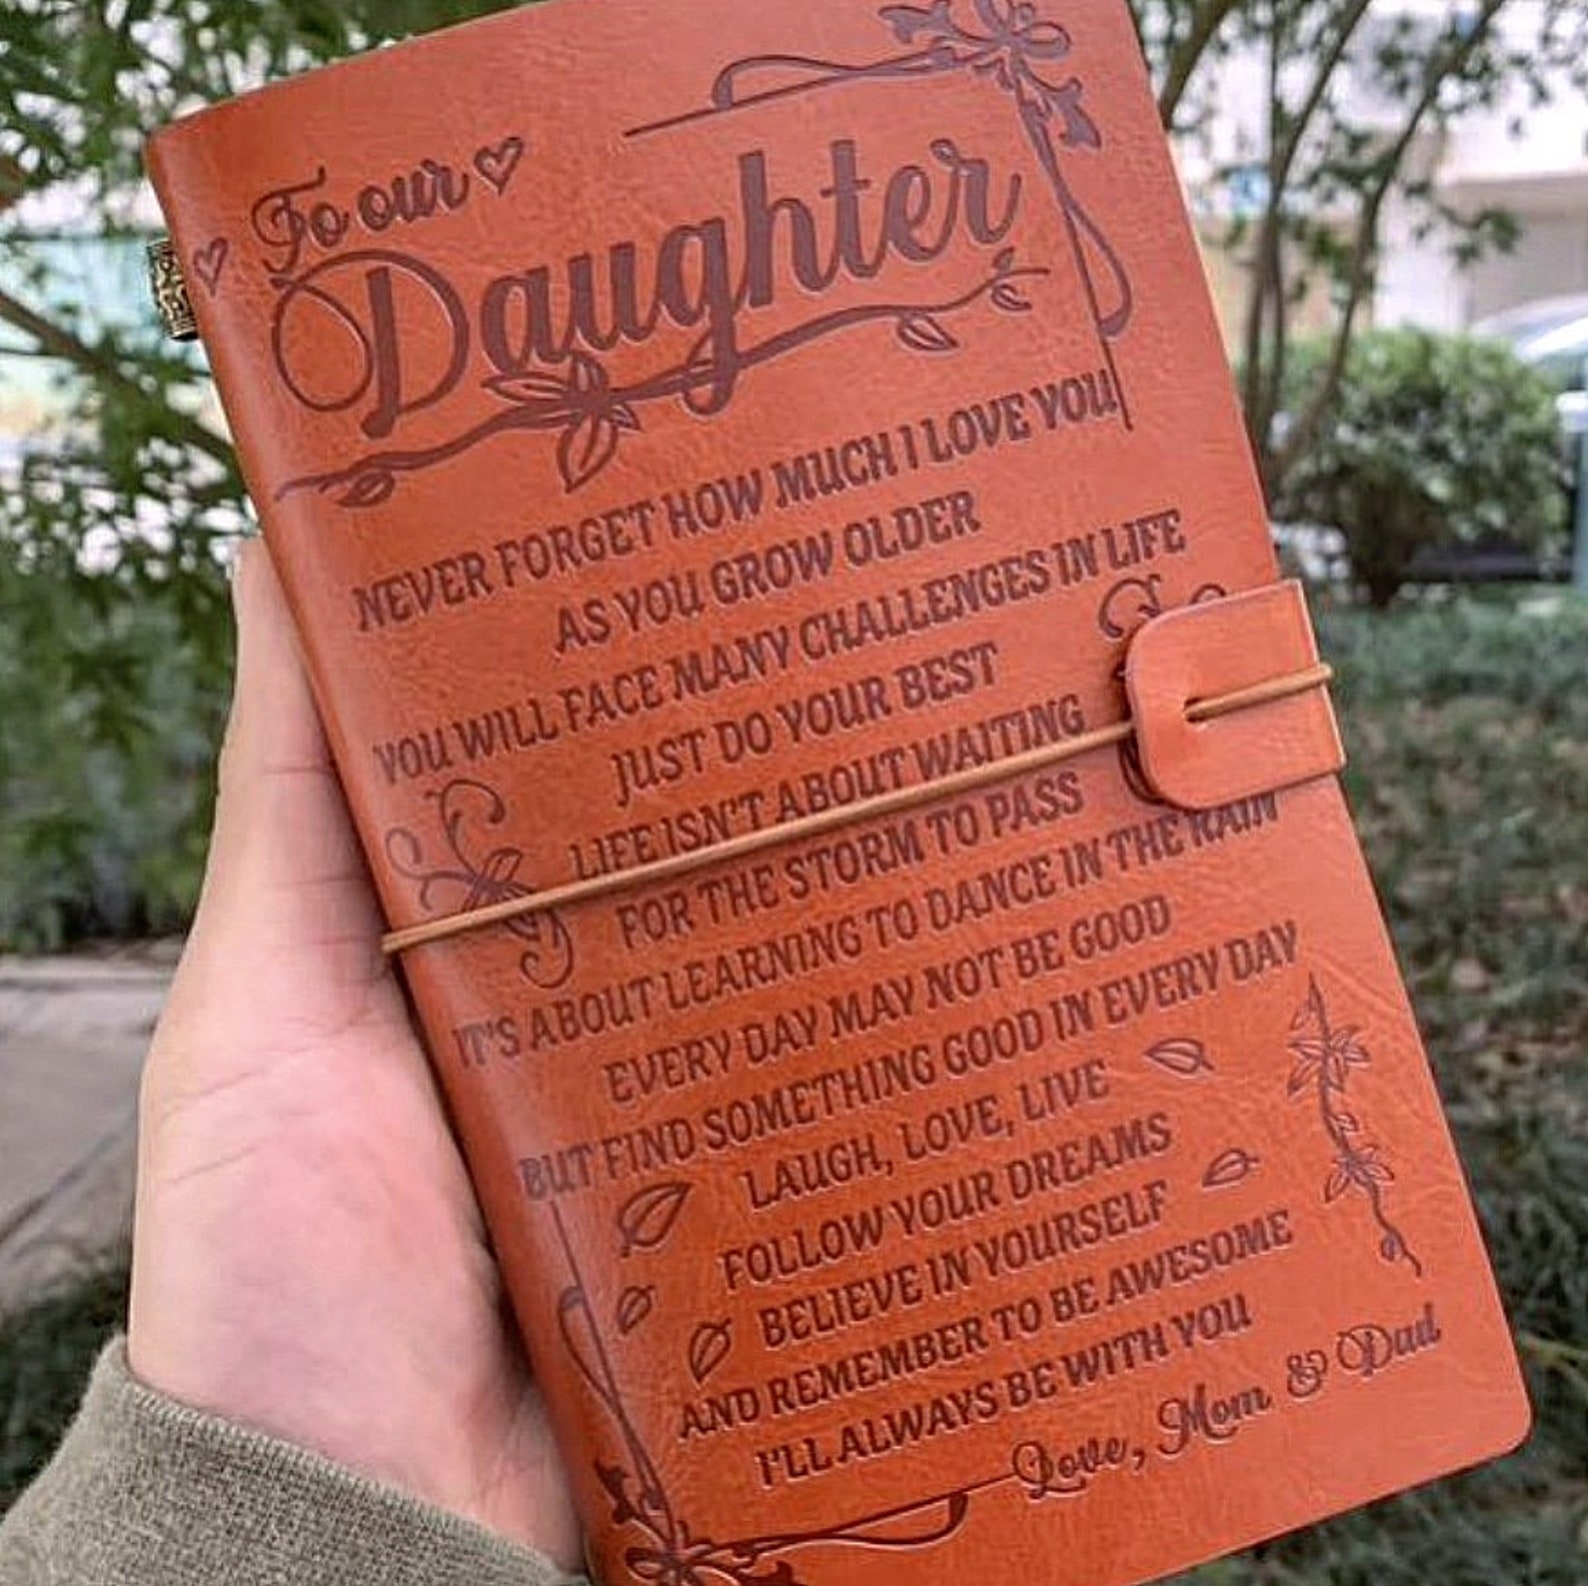 To our
Daughter
NEVER FORGET HOW MUCH I LOVE YOU
AS YOU GROW OLDER
YOU WILL FACE MANY CHALLENGES IN LIFE
JUST DO YOUR BEST
LIFE ISN'T ABOUT WAITING
FOR THE STORM TO PASS
IT'S ABOUT LEARNING TO DANCE IN THE RAIN
EVERY DAY MAY NOT BE GOOD
BUT FIND SOMETHING GOOD IN EVERY DAY
LAUGH, LOVE, LIVE
FOLLOW YOUR DREAMS
BELIEVE IN YOURSELF
AND REMEMBER TO BE AWESOME
I'LL ALWAYS BE WITH YOU
Love, Mom & Dad